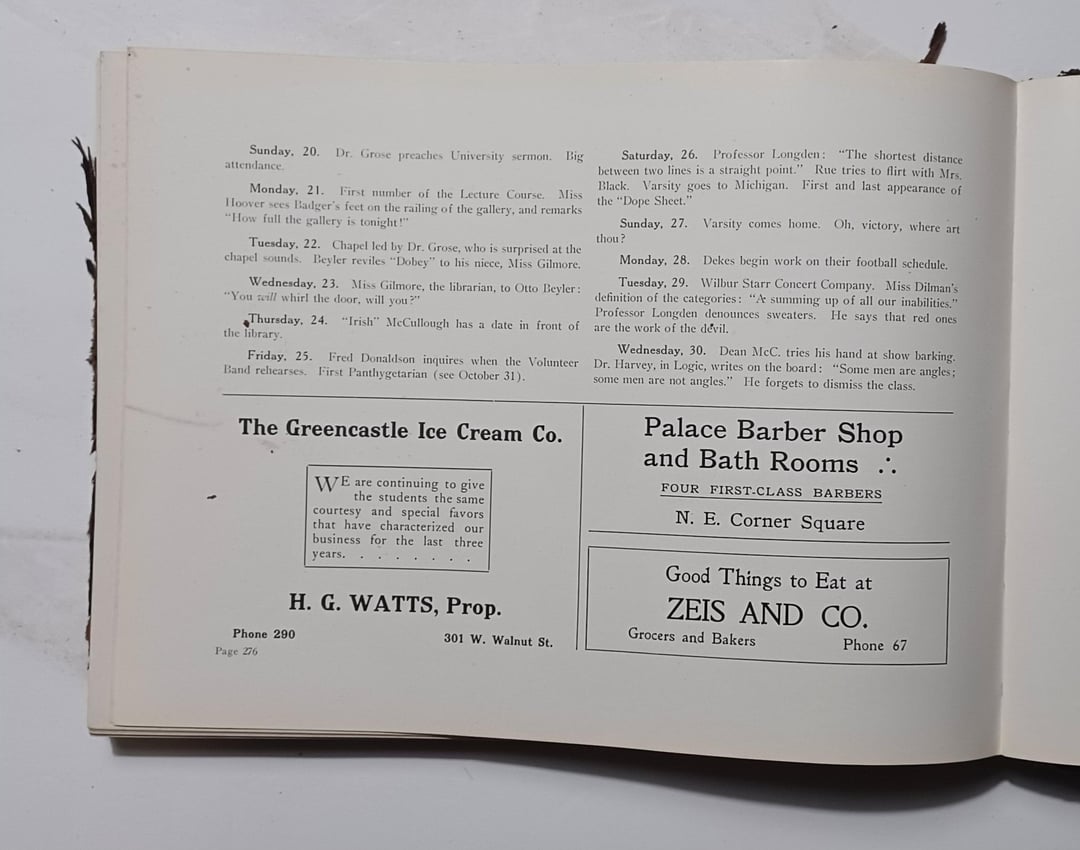 Sunday, 20. Dr. Grose preaches University sermon. Big
attendance.
Monday, 21. First number of the Lecture Course. Miss
Hoover sees Badger's feet on the railing of the gallery, and remarks
"How full the gallery is tonight!"
Tuesday, 22. Chapel led by Dr. Grose, who is surprised at the
chapel sounds. Beyler reviles "Dobey" to his niece, Miss Gilmore.
Wednesday, 23. Miss Gilmore, the librarian, to Otto Beyler:
"You will whirl the door, will you?"
Thursday, 24. "Irish" McCullough has a date in front of
the library.
Friday, 25. Fred Donaldson inquires when the Volunteer
Band rehearses. First Panthygetarian (see October 31).
Saturday, 26. Professor Longden: "The shortest distance
between two lines is a straight point." Rue tries to flirt with Mrs.
Black. Varsity goes to Michigan. First and last appearance of
the "Dope Sheet."
Sunday, 27. Varsity comes home. Oh, victory, where art
thou?
Monday, 28. Dekes begin work on their football schedule.
Tuesday, 29. Wilbur Starr Concert Company. Miss Dilman's
definition of the categories: "A summing up of all our inabilities."
Professor Longden denounces sweaters. He says that red ones
are the work of the devil.
Wednesday, 30. Dean McC. tries his hand at show barking.
Dr. Harvey, in Logic, writes on the board: "Some men are angles;
some men are not angles." He forgets to dismiss the class.
The Greencastle Ice Cream Co.
WE are continuing to give
the students the same
courtesy and special favors
that have characterized our
business for the last three
years. . . . . . . .
H. G. WATTS, Prop.
Phone 290 301 W. Walnut St.
Page 276
Palace Barber Shop
and Bath Rooms ∴
FOUR FIRST-CLASS BARBERS
N. E. Corner Square
Good Things to Eat at
ZEIS AND CO.
Grocers and Bakers Phone 67